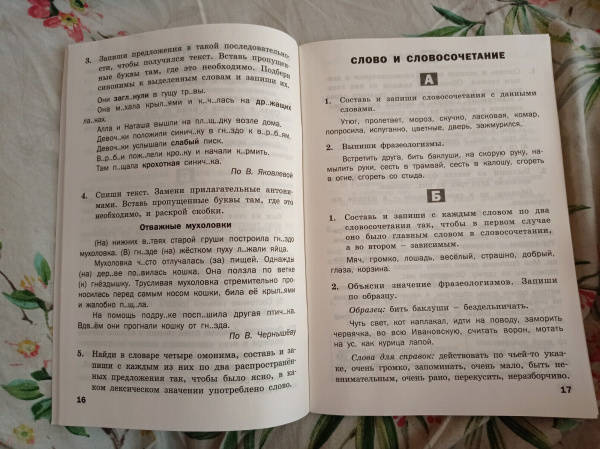 3. Запиши предложения в такой последовательно-
сти, чтобы получился текст. Вставь пропущен-
ные буквы там, где это необходимо. Подбери
синонимы к выделенным словам и запиши их.
Они загл..нули в гущу тр..вы.
Она м..хала крыл..ями и к..ч..лась на др..жащих
ла..ках.
Алла и Наташа вышли на пл..щ..дку возле дома.
Девоч..ки положили синич..ку в гн..здо к в..р..б..ям.
Девоч..ки услышали слабый писк.
В..р..б..и пож..лели кро..ку и начали к..рмить.
Там п..щала крохотная синич..ка.
По В. Яковлевой
4. Спиши текст. Замени прилагательные антони-
мами. Вставь пропущенные буквы там, где это
необходимо, и раскрой скобки.
Отважные мухоловки
(На) нижних в..твях старой груши построила гн..здо
мухоловка. (В) гн..зде (на) жёстком пуху л..жали яйца.
Мухоловка ч..сто отлучалась (за) пищей. Однажды
(на) дер..ве по..вилась кошка. Она ползла по ветке
(к) гнёздышку. Трусливая мухоловка стремительно про-
носилась перед самым носом кошки, била её крыл..ями
и жалобно п..щ..ла.
На помощь подру..ке посп..шила другая птич..ка.
Вдв..ём они прогнали кошку от гн..зда.
По В. Чернышёву
5. Найди в словаре четыре омонима, составь и за-
пиши с каждым из них по два распространён-
ных предложения так, чтобы было ясно, в ка-
ком лексическом значении употреблено слово.
16
СЛОВО И СЛОВОСОЧЕТАНИЕ
А
1. Составь и запиши словосочетания с данными
словами.
Утюг, пролетает, мороз, скучно, ласковая, комар,
попросила, испуганно, цветные, дверь, зажмурился.
2. Выпиши фразеологизмы.
Встретить друга, бить баклуши, на скорую руку, на-
мылить руки, сесть в трамвай, сесть в калошу, сгореть
в огне, сгореть со стыда.
Б
1. Составь и запиши с каждым словом по два
словосочетания так, чтобы в первом случае
оно было главным словом в словосочетании,
а во втором – зависимым.
Мяч, громко, лошадь, весёлый, страшно, добрый,
глаза, корзина.
2. Объясни значение фразеологизмов. Запиши
по образцу.
Образец: бить баклуши – бездельничать.
Чуть свет, кот наплакал, идти на поводу, заморить
червячка, во всю Ивановскую, считать ворон, мотать
на ус, как курица лапой.
Слова для справок: действовать по чьей-то указ-
ке, очень громко, запоминать, очень мало, быть не-
внимательным, очень рано, перекусить, неразборчиво.
17